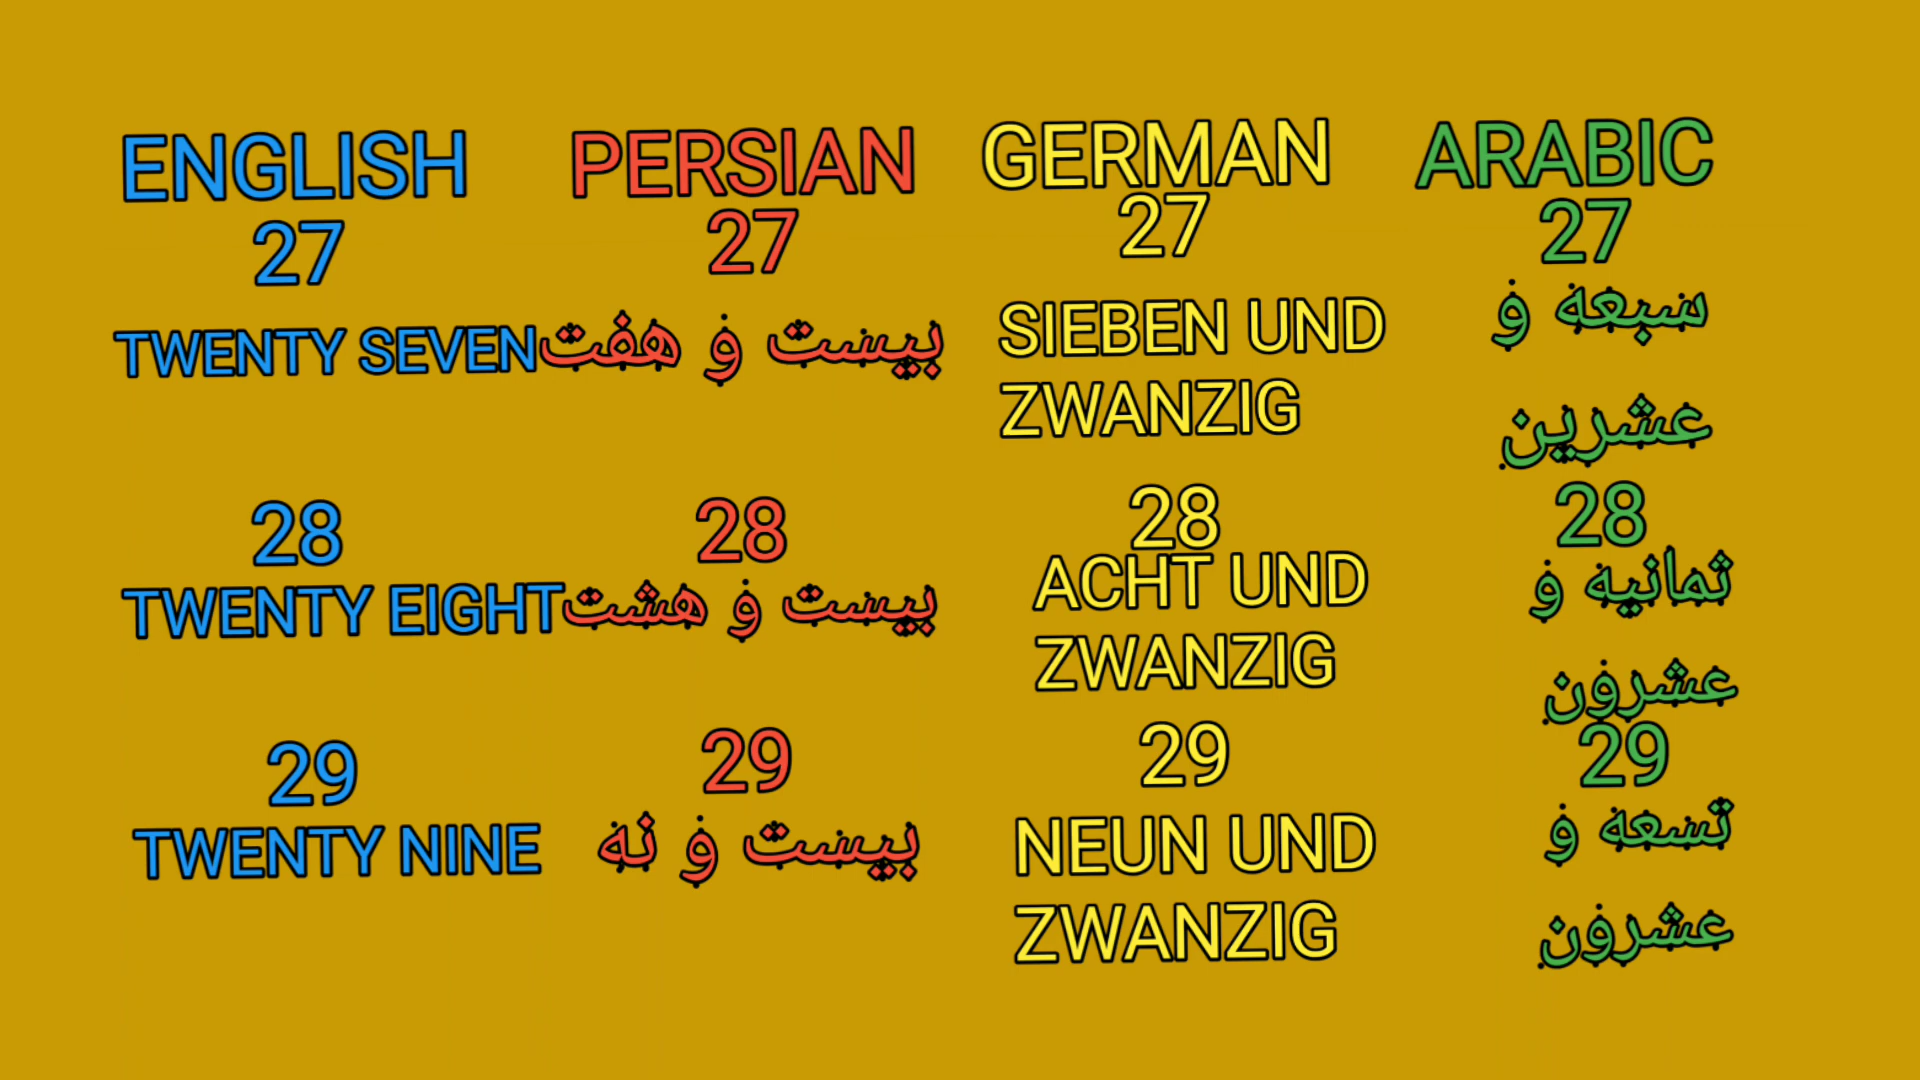 ENGLISH
27
TWENTY SEVEN
28
TWENTY EIGHT
29
TWENTY NINE
PERSIAN
27
بیست و هفت
28
بیست و هشت
29
بیست و نه
GERMAN
27
SIEBEN UND
ZWANZIG
28
ACHT UND
ZWANZIG
29
NEUN UND
ZWANZIG
ARABIC
27
سبعه و
عشرین
28
ثمانیه و
عشرون
29
تسعه و
عشرون